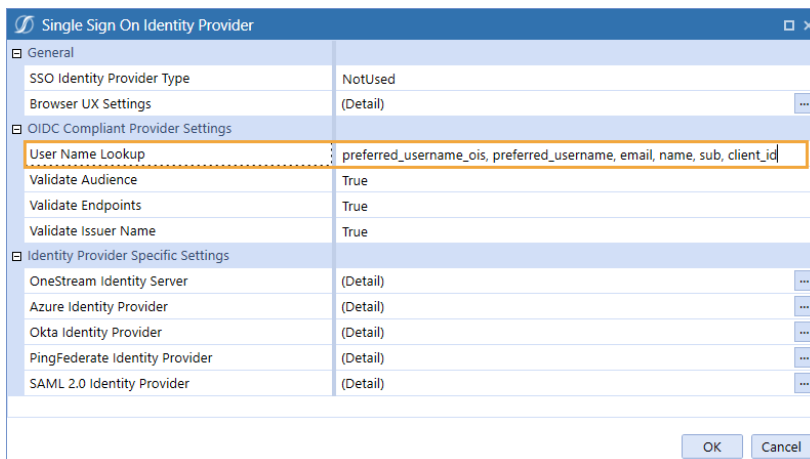 Single Sign On Identity Provider
General
SSO Identity Provider Type NotUsed
Browser UX Settings (Detail) ...
OIDC Compliant Provider Settings
User Name Lookup preferred_username_ois, preferred_username, email, name, sub, client_id
Validate Audience True
Validate Endpoints True
Validate Issuer Name True
Identity Provider Specific Settings
OneStream Identity Server (Detail) ...
Azure Identity Provider (Detail) ...
Okta Identity Provider (Detail) ...
PingFederate Identity Provider (Detail) ...
SAML 2.0 Identity Provider (Detail) ...
OK Cancel